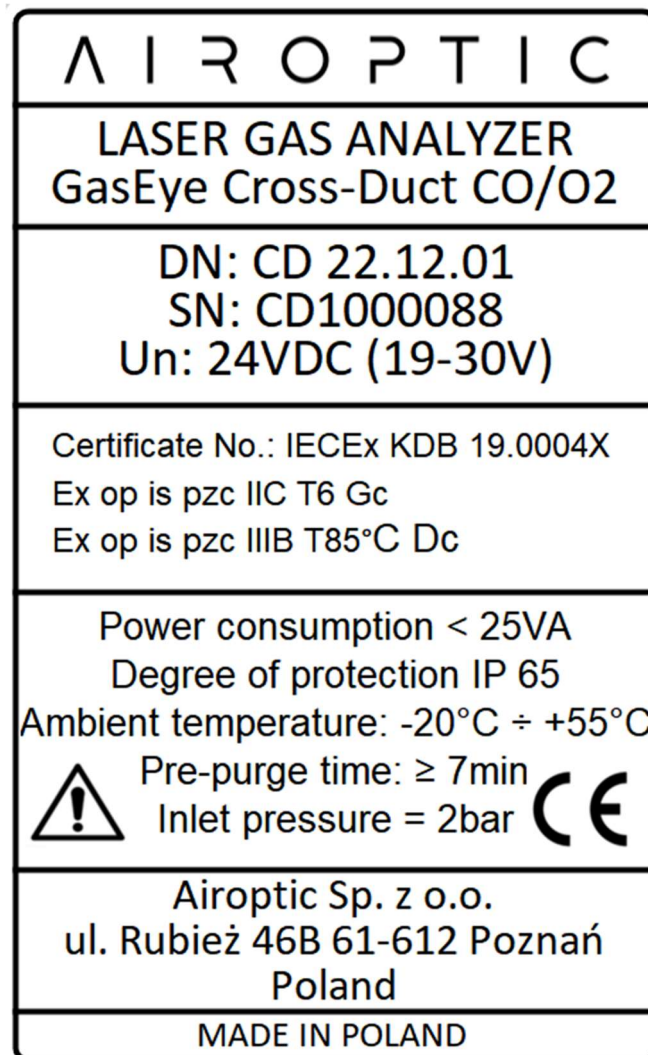 AIROPTIC
LASER GAS ANALYZER
GasEye Cross-Duct CO/O2
DN: CD 22.12.01
SN: CD1000088
Un: 24VDC (19-30V)
Certificate No.: IECEx KDB 19.0004X
Ex op is pzc IIC T6 Gc
Ex op is pzc IIIB T85°C Dc
Power consumption < 25VA
Degree of protection IP 65
Ambient temperature: -20°C ÷ +55°C
Pre-purge time: ≥ 7min
Inlet pressure = 2bar
CE
Airoptic Sp. z o.o.
ul. Rubież 46B 61-612 Poznań
Poland
MADE IN POLAND